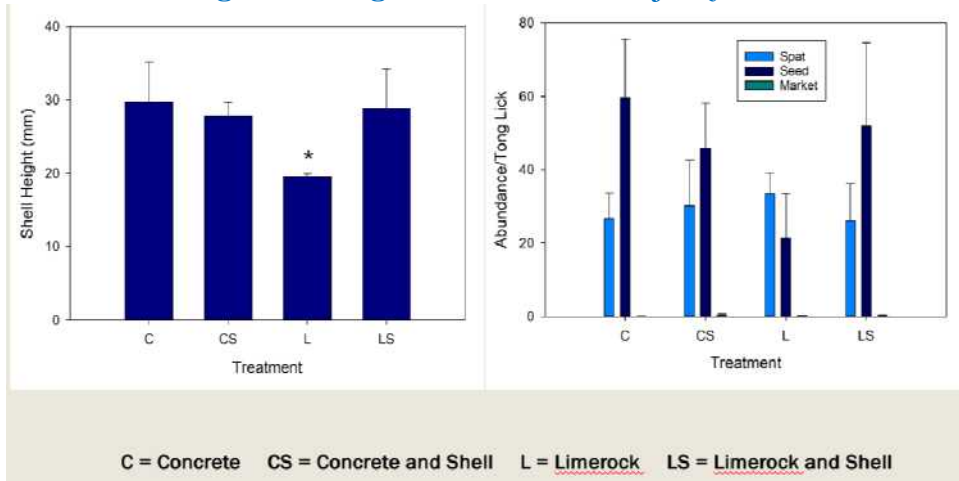 40
30
20
10
0
Shell Height (mm)
*
C CS L LS
Treatment
80
60
40
20
0
Abundance/Tong Lick
Spat
Seed
Market
C CS L LS
Treatment
C = Concrete CS = Concrete and Shell L = Limerock LS = Limerock and Shell